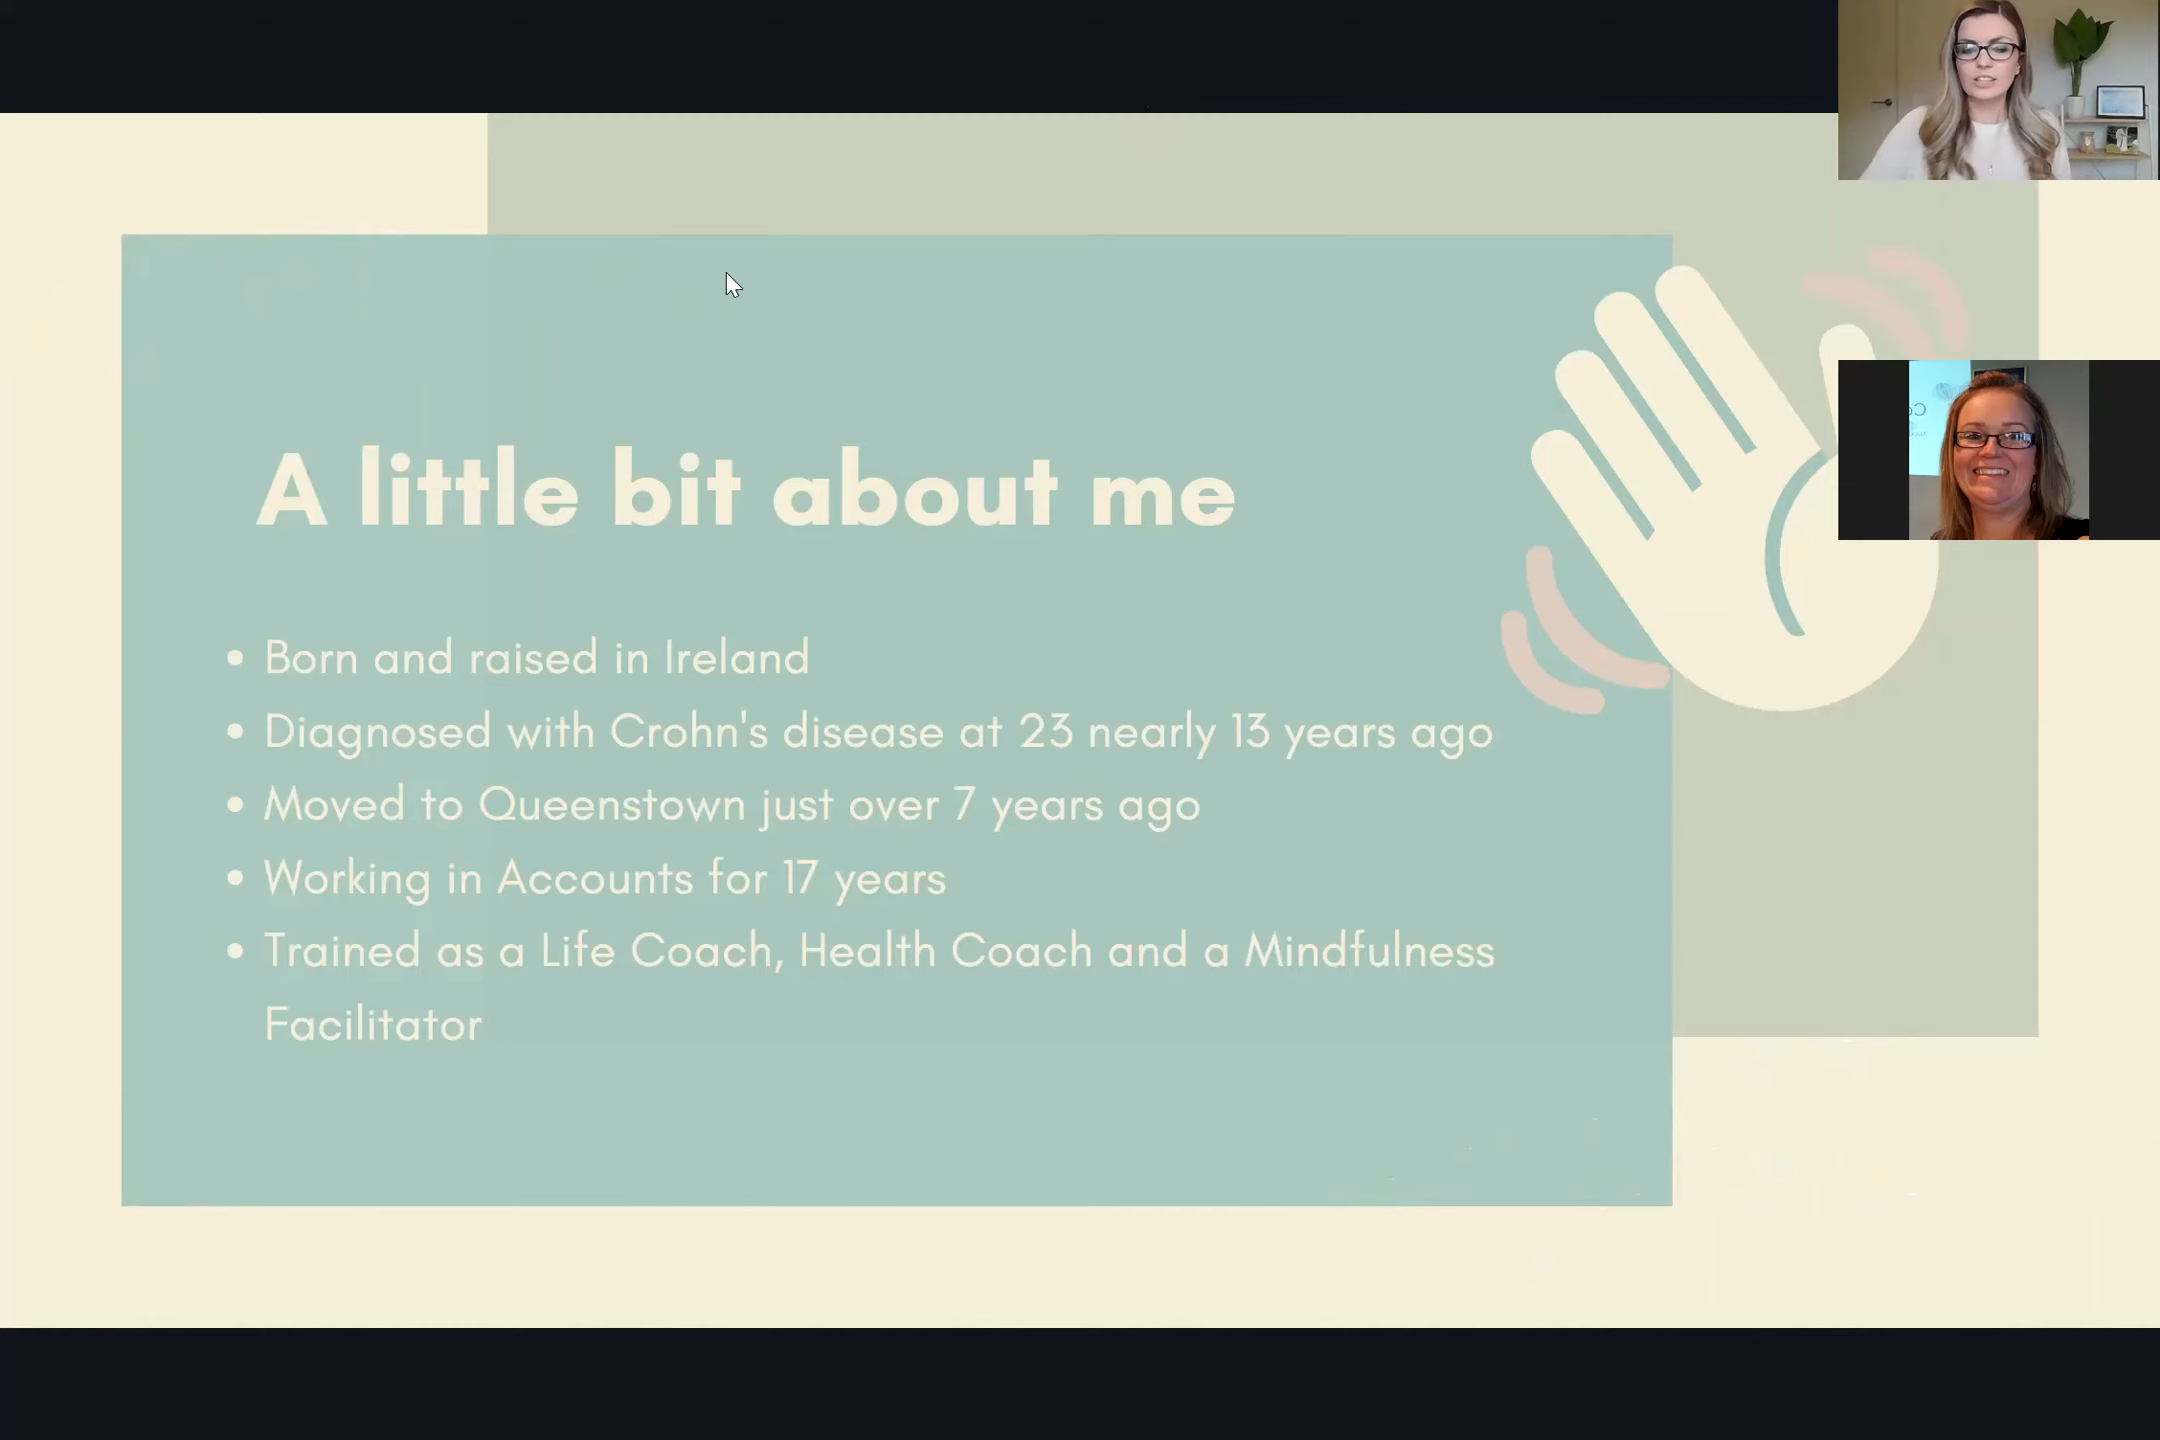 A little bit about me
• Born and raised in Ireland
• Diagnosed with Crohn's disease at 23 nearly 13 years ago
• Moved to Queenstown just over 7 years ago
• Working in Accounts for 17 years
• Trained as a Life Coach, Health Coach and a Mindfulness
Facilitator